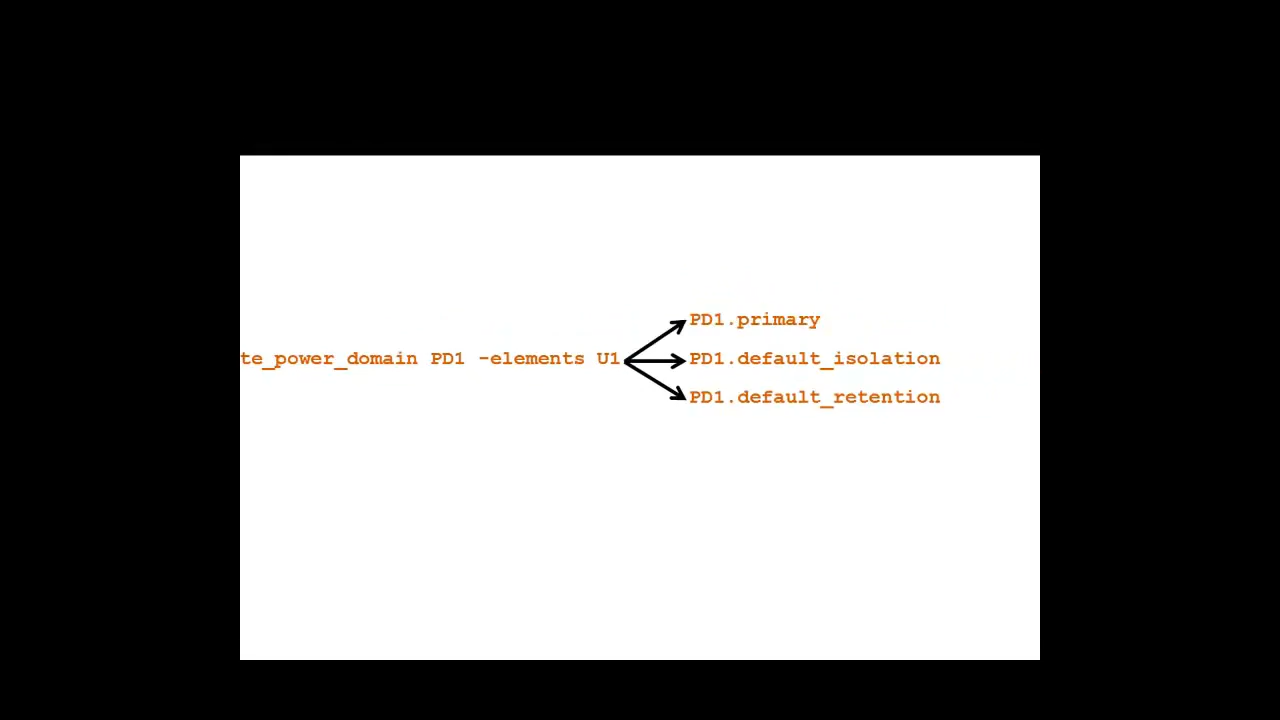 PD1.primary
te_power_domain PD1 -elements U1 PD1.default_isolation
PD1.default_retention